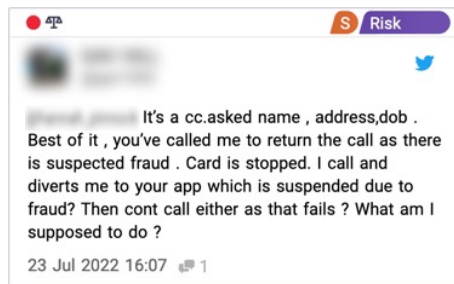 S Risk
It's a cc.asked name , address,dob .
Best of it , you've called me to return the call as there
is suspected fraud . Card is stopped. I call and
diverts me to your app which is suspended due to
fraud? Then cont call either as that fails ? What am I
supposed to do ?
23 Jul 2022 16:07 1